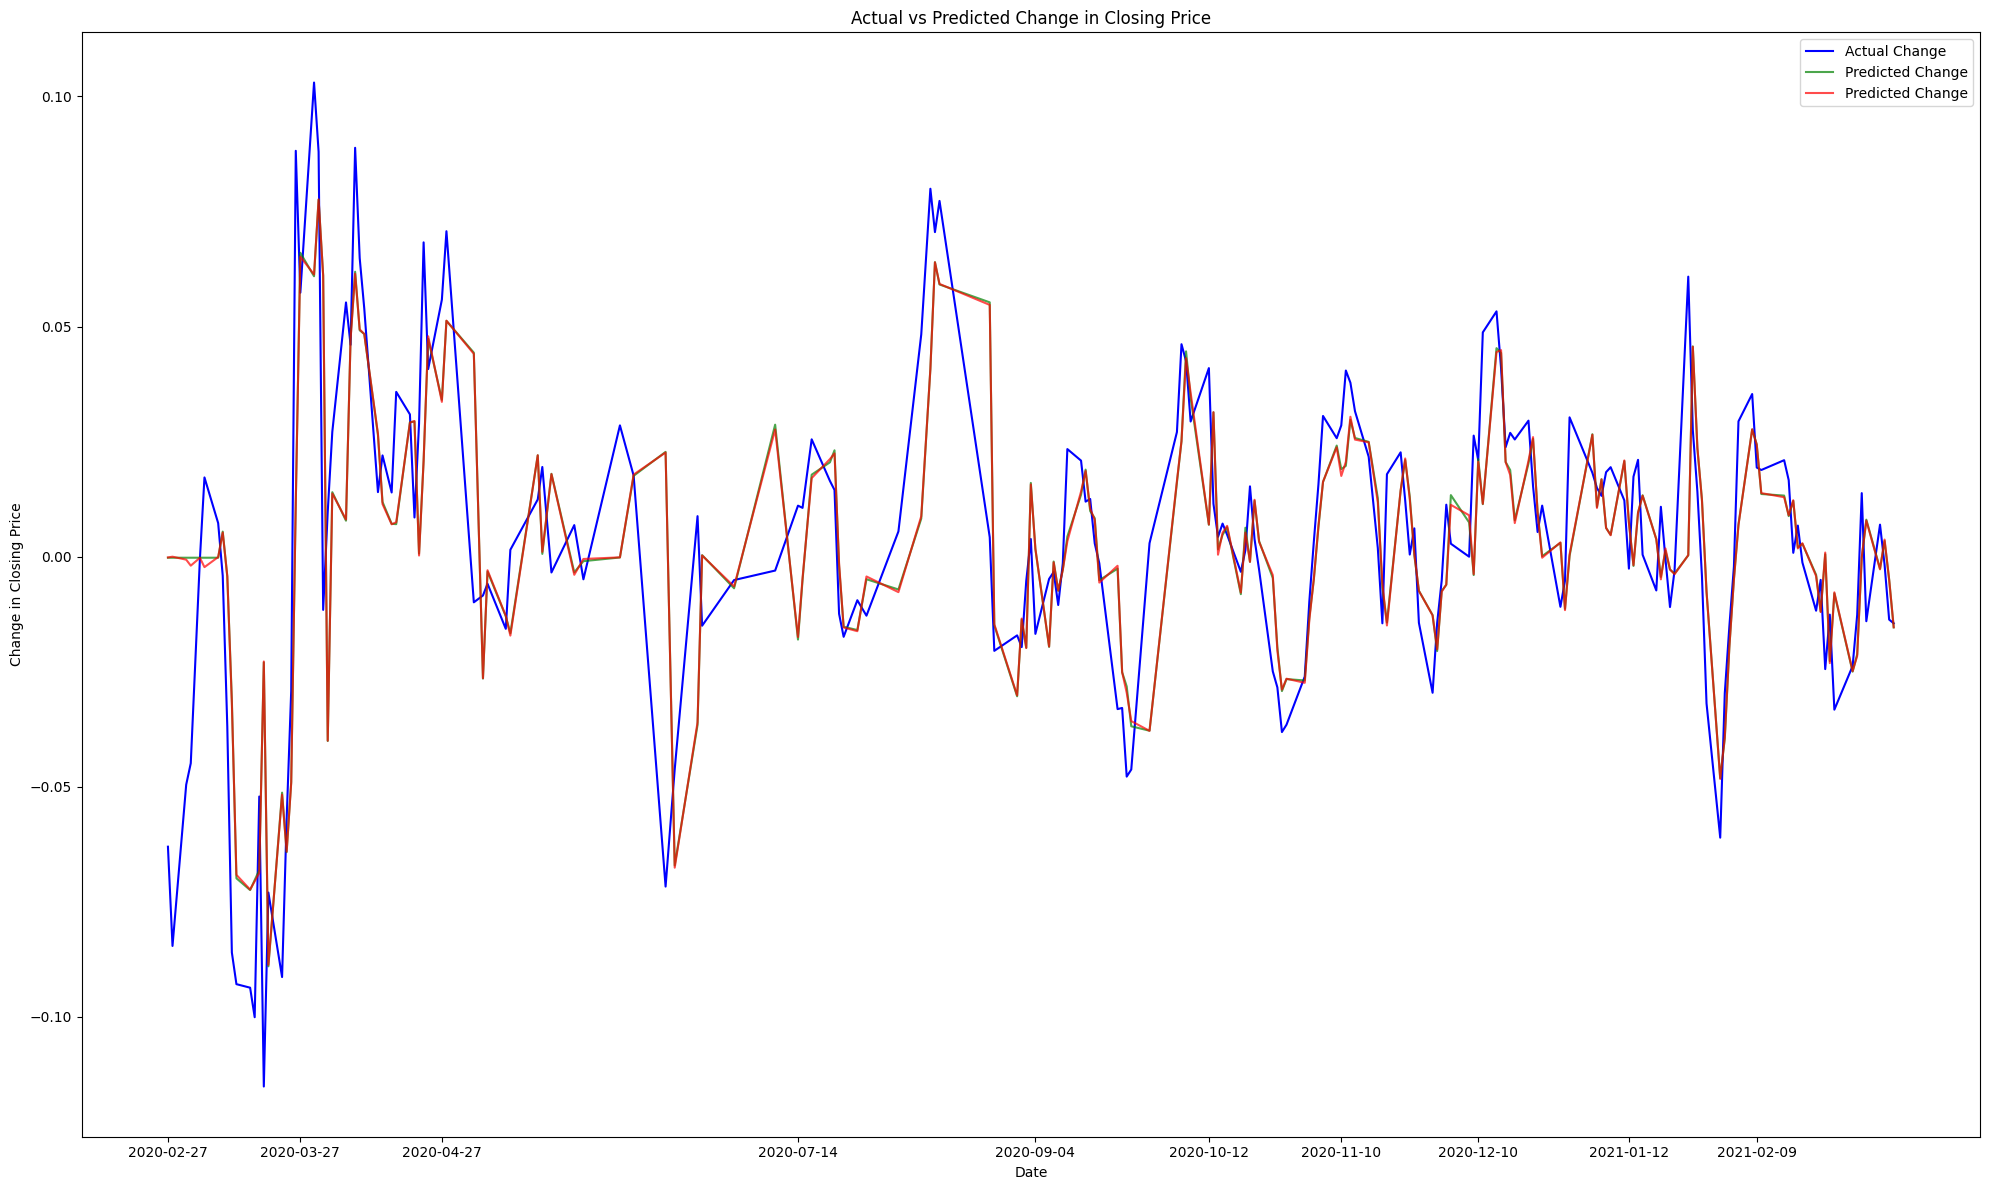 Actual vs Predicted Change in Closing Price
Actual Change
Predicted Change
Predicted Change
0.10
0.05
0.00
−0.05
−0.10
Change in Closing Price
2020-02-27
2020-03-27
2020-04-27
2020-07-14
2020-09-04
2020-10-12
2020-11-10
2020-12-10
2021-01-12
2021-02-09
Date